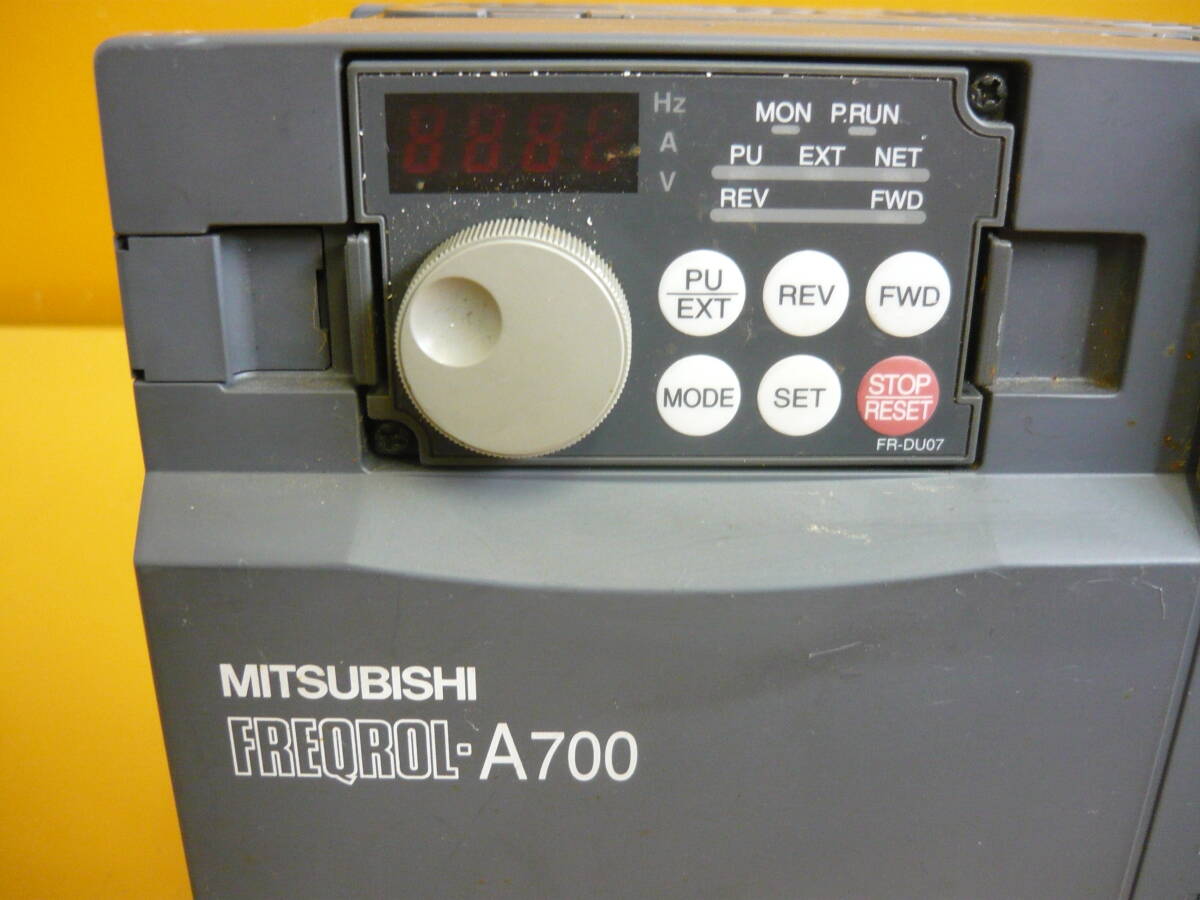 Hz
A
V
MON P.RUN
PU EXT NET
REV FWD
PU
EXT
REV
FWD
MODE
SET
STOP
RESET
FR-DU07
MITSUBISHI
FREQROL-A700